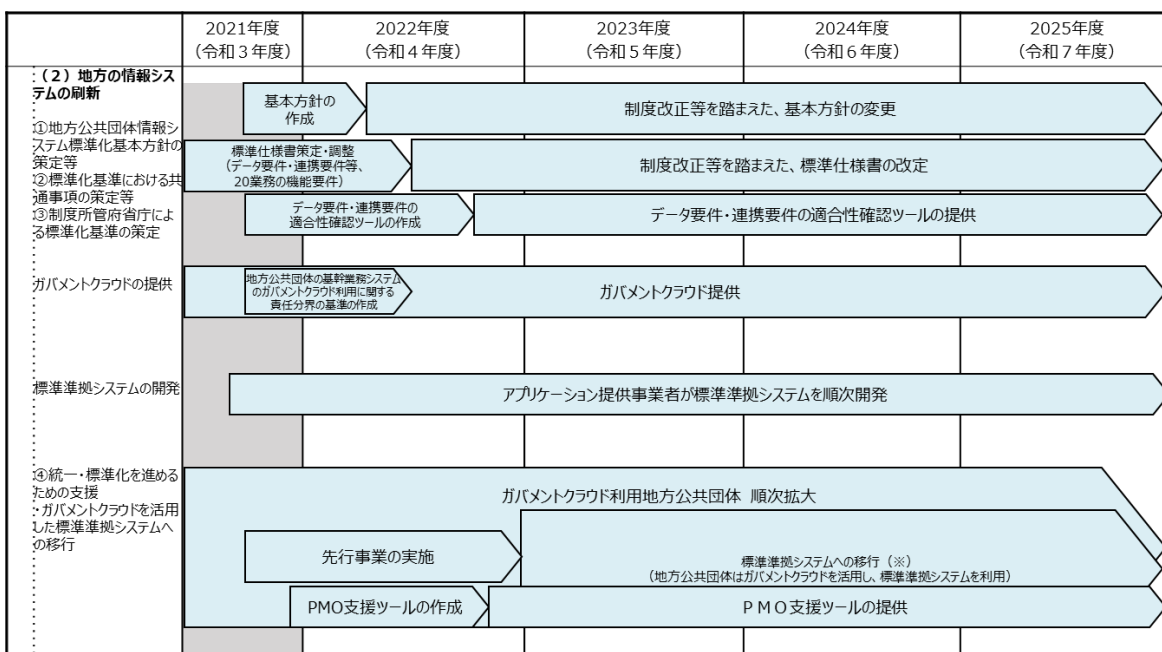 2021年度
（令和３年度）
2022年度
（令和４年度）
2023年度
（令和５年度）
2024年度
（令和６年度）
2025年度
（令和７年度）
（２）地方の情報シス
テムの刷新
①地方公共団体情報シ
ステム標準化基本方針の
策定等
②標準化基準における共
通事項の策定等
③制度所管府省庁によ
る標準化基準の策定
基本方針の
作成
制度改正等を踏まえた、基本方針の変更
標準仕様書策定・調整
（データ要件・連携要件等、
20業務の機能要件）
制度改正等を踏まえた、標準仕様書の改定
データ要件・連携要件の
適合性確認ツールの作成
データ要件・連携要件の適合性確認ツールの提供
ガバメントクラウドの提供
地方公共団体の基幹業務システム
のガバメントクラウド利用に関する
責任分界の基準の作成
ガバメントクラウド提供
標準準拠システムの開発
アプリケーション提供事業者が標準準拠システムを順次開発
④統一・標準化を進める
ための支援
・ガバメントクラウドを活用
した標準準拠システムへ
の移行
ガバメントクラウド利用地方公共団体 順次拡大
先行事業の実施
標準準拠システムへの移行（※）
（地方公共団体はガバメントクラウドを活用し、標準準拠システムを利用）
PMO支援ツールの作成
ＰＭＯ支援ツールの提供